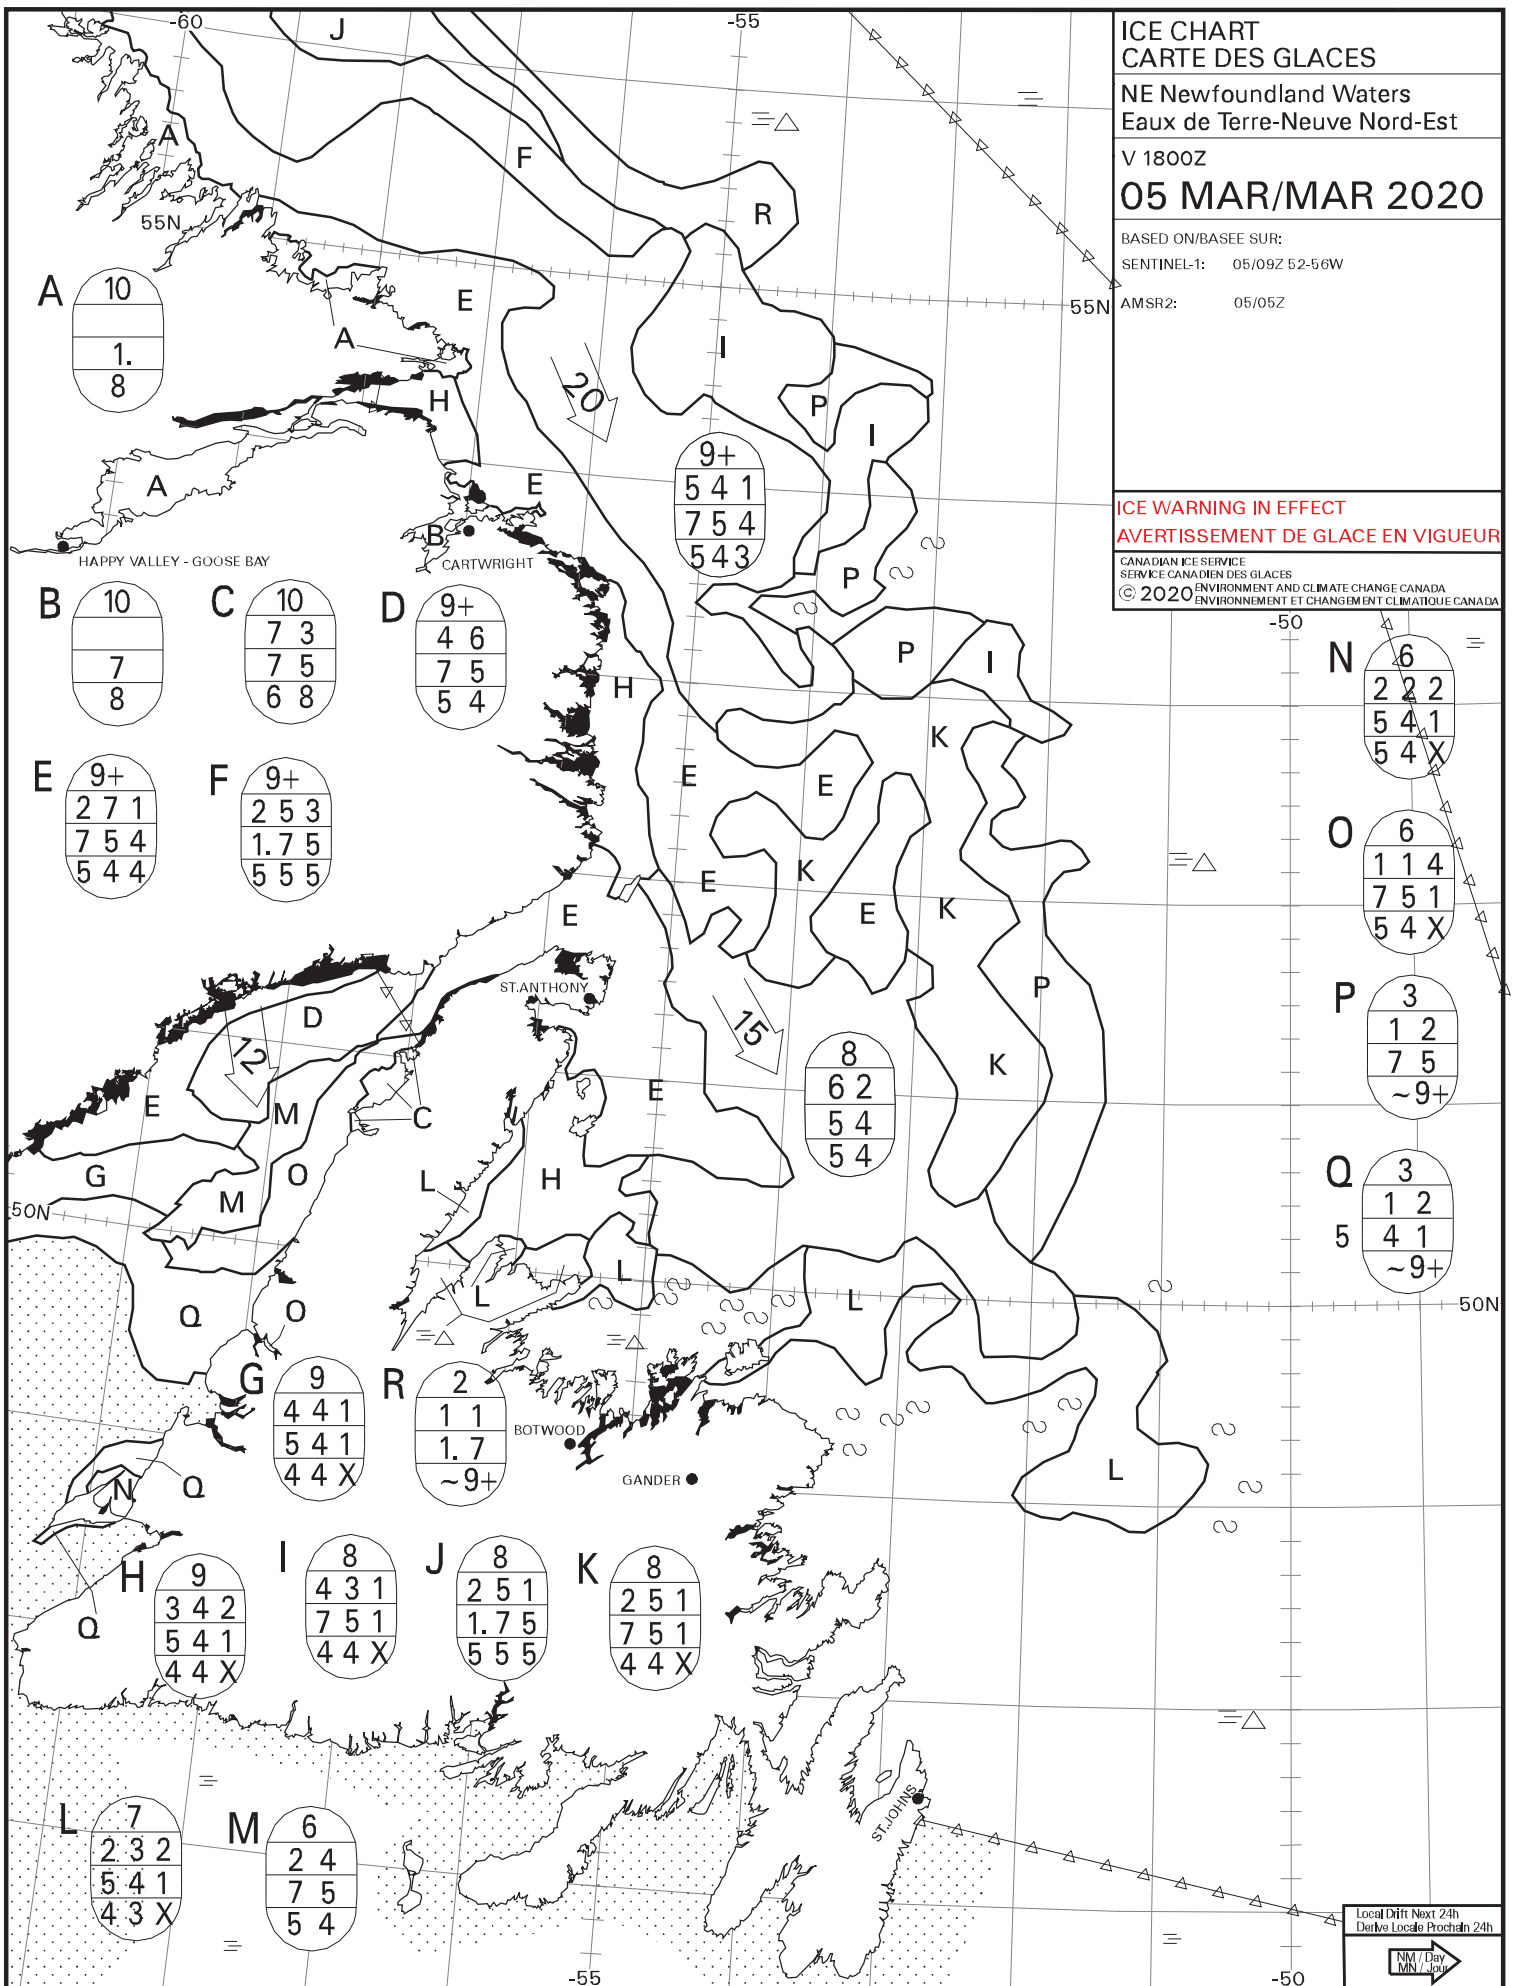 ICE CHART
CARTE DES GLACES
NE Newfoundland Waters
Eaux de Terre-Neuve Nord-Est
V 1800Z
05 MAR/MAR 2020
BASED ON/BASEE SUR:
SENTINEL-1: 05/09Z 52-56W
AMSR2: 05/05Z
ICE WARNING IN EFFECT
AVERTISSEMENT DE GLACE EN VIGUEUR
CANADIAN ICE SERVICE
SERVICE CANADIEN DES GLACES
© 2020 ENVIRONMENT AND CLIMATE CHANGE CANADA
ENVIRONNEMENT ET CHANGEMENT CLIMATIQUE CANADA
-60
-55
J
A
F
R
55N
55N
E
I
A
20
H
P
I
A
E
B
HAPPY VALLEY - GOOSE BAY
CARTWRIGHT
P
A
10
1.
8
9+
5 4 1
7 5 4
5 4 3
B
10
7
8
C
10
7 3
7 5
6 8
D
9+
4 6
7 5
5 4
E
9+
2 7 1
7 5 4
5 4 4
F
9+
2 5 3
1. 7 5
5 5 5
-50
N
6
2 2 2
5 4 1
5 4 X
O
6
1 1 4
7 5 1
5 4 X
P
3
1 2
7 5
~9+
Q
3
1 2
5 4 1
~9+
P
I
H
K
E
E
K
E
E
K
E
P
ST.ANTHONY
D
15
12
8
6 2
5 4
5 4
K
E
E
M
C
G
O
L
H
M
50N
L
L
L
50N
Q
O
G
9
4 4 1
5 4 1
4 4 X
R
2
1 1
1. 7
~9+
BOTWOOD
GANDER
L
N
Q
Q
H
9
3 4 2
5 4 1
4 4 X
I
8
4 3 1
7 5 1
4 4 X
J
8
2 5 1
1. 7 5
5 5 5
K
8
2 5 1
7 5 1
4 4 X
L
7
2 3 2
5 4 1
4 3 X
M
6
2 4
7 5
5 4
ST.JOHNS
-55
-50
Local Drift Next 24h
Derive Locale Prochain 24h
NM / Day
MN / Jour